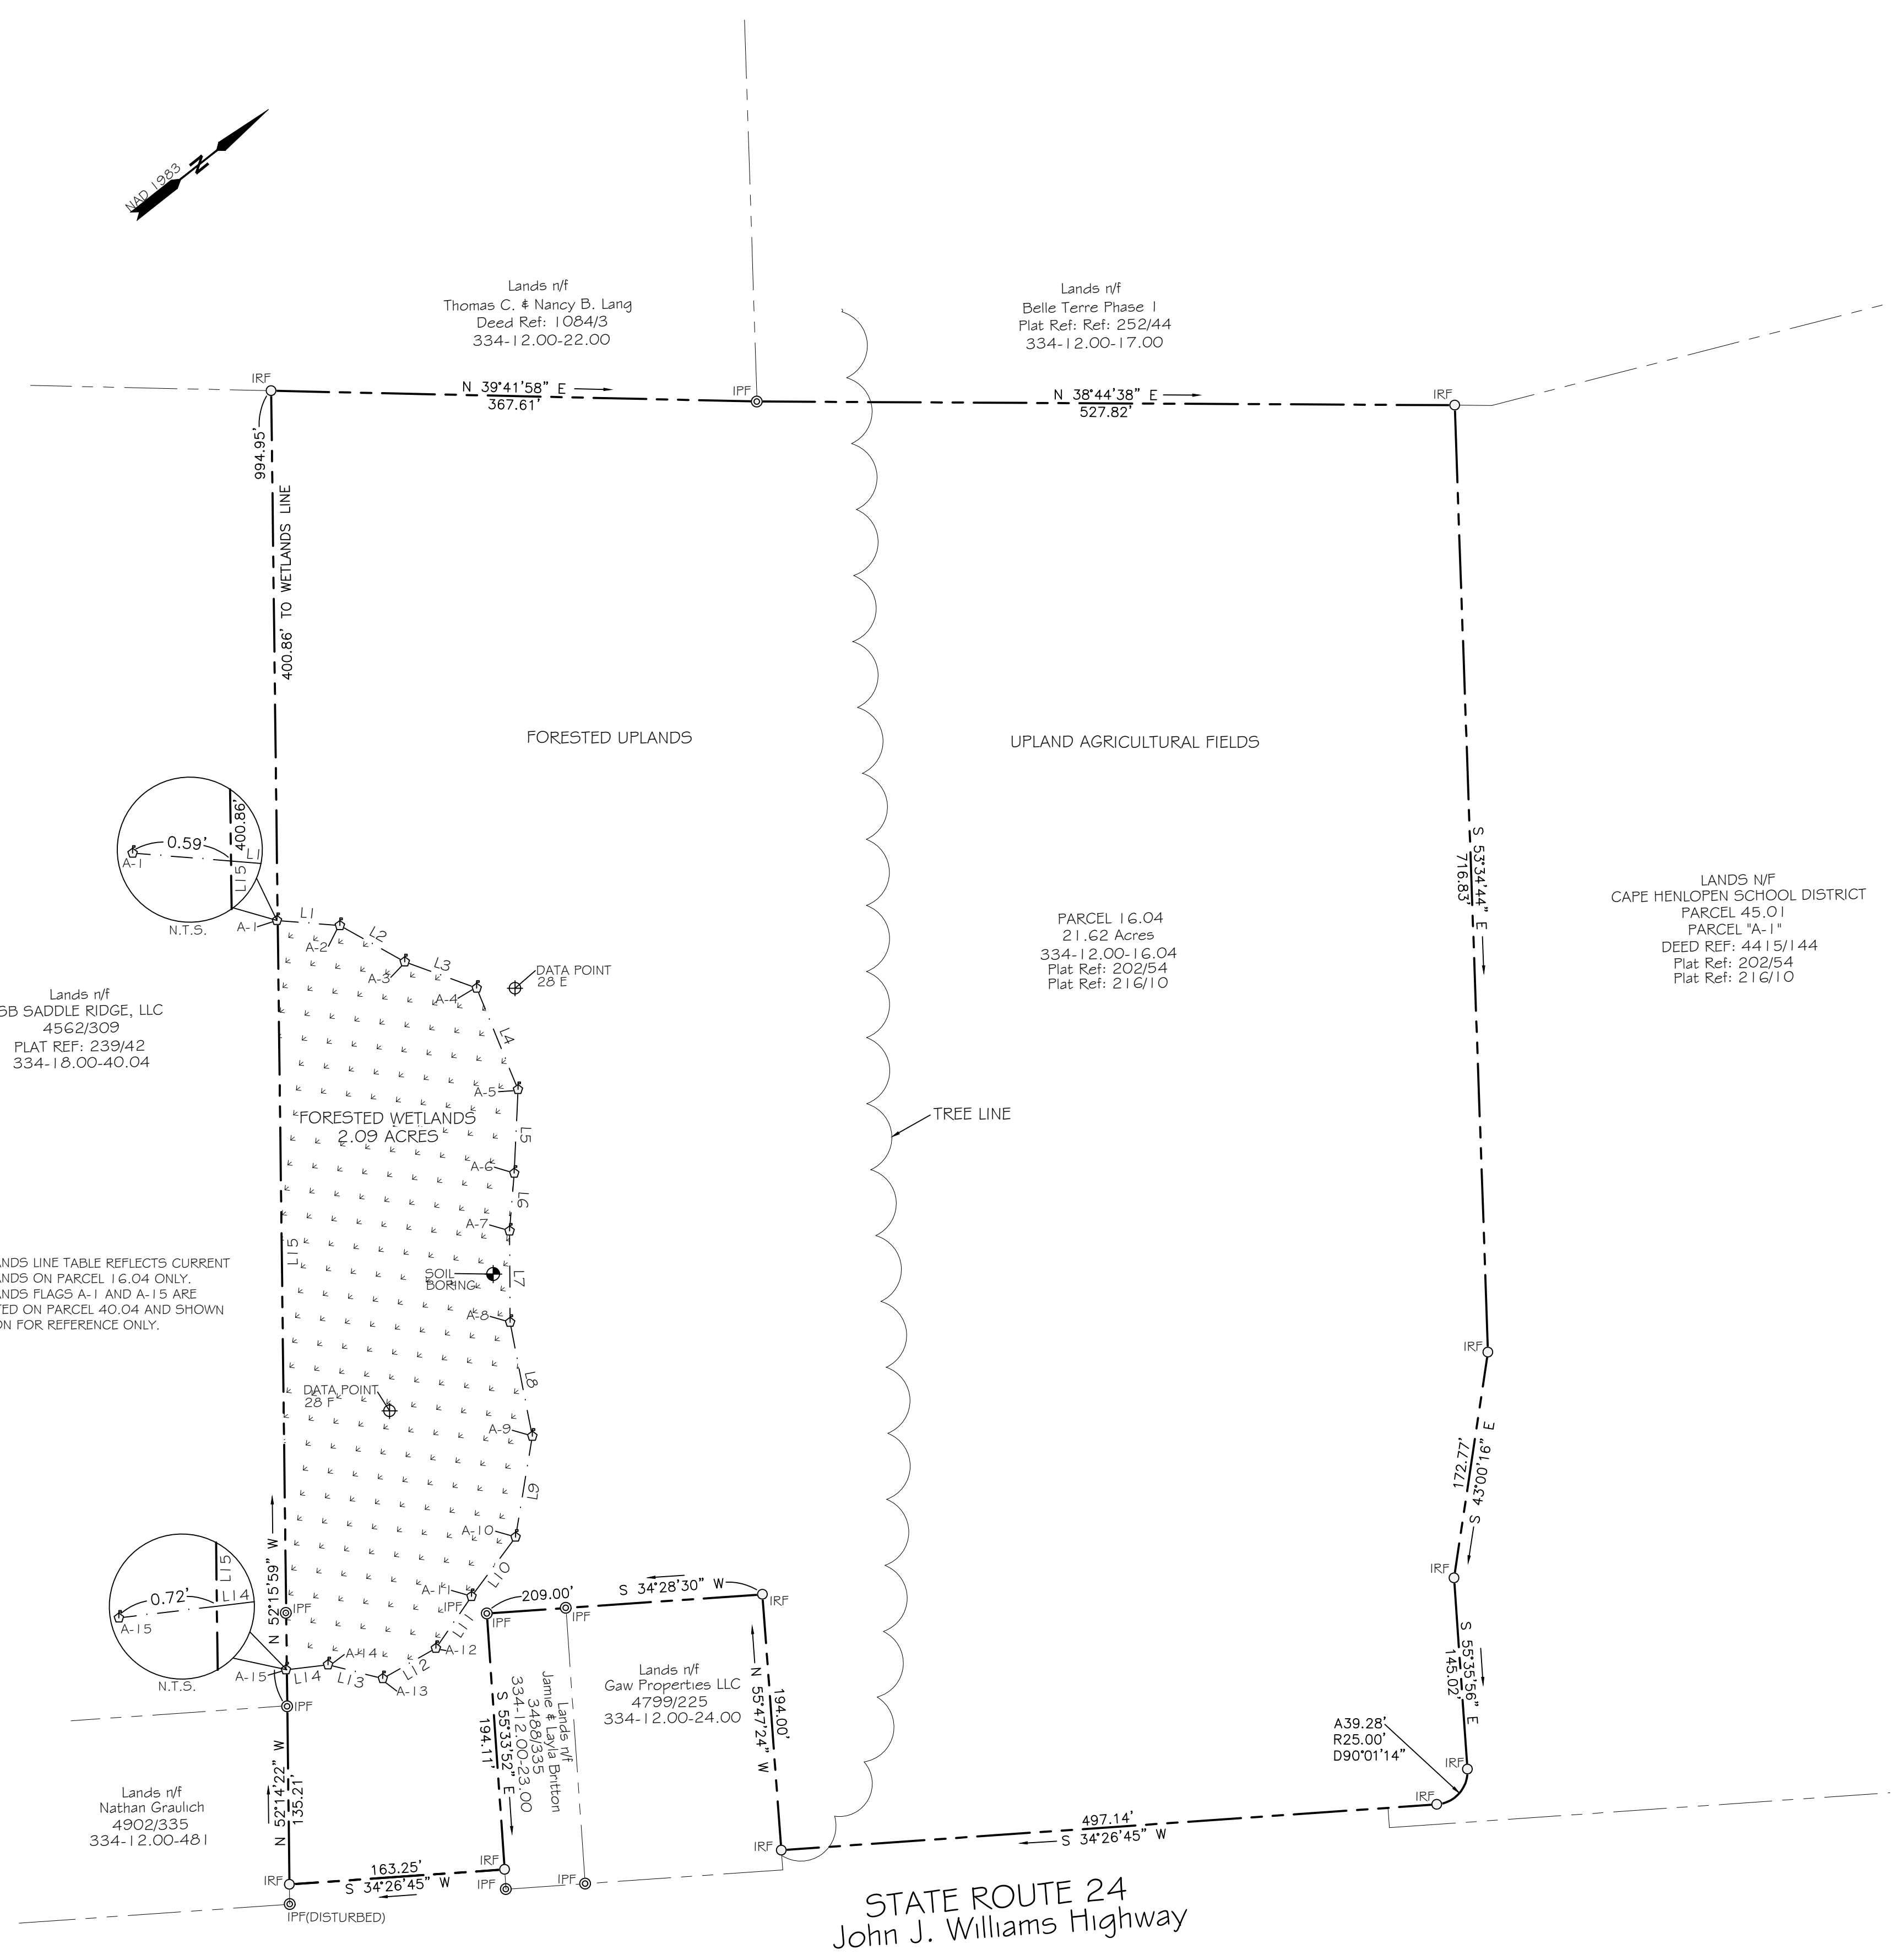 NAD 1983
N
Lands n/f
Thomas C. & Nancy B. Lang
Deed Ref: 1084/3
334-12.00-22.00
Lands n/f
Belle Terre Phase 1
Plat Ref: Ref: 252/44
334-12.00-17.00
IRF
N 39°41'58" E
367.61'
IPF
N 38°44'38" E
527.82'
IRF
994.95'
400.86' TO WETLANDS LINE
FORESTED UPLANDS
UPLAND AGRICULTURAL FIELDS
S 53°34'44" E
716.83'
0.59'
A-1
L1
L15
400.86'
N.T.S.
A-1
L1
A-2
L2
A-3
L3
A-4
DATA POINT
28 E
L4
A-5
PARCEL 16.04
21.62 Acres
334-12.00-16.04
Plat Ref: 202/54
Plat Ref: 216/10
LANDS N/F
CAPE HENLOPEN SCHOOL DISTRICT
PARCEL 45.01
PARCEL "A-1"
DEED REF: 4415/144
Plat Ref: 202/54
Plat Ref: 216/10
Lands n/f
SB SADDLE RIDGE, LLC
4562/309
PLAT REF: 239/42
334-18.00-40.04
FORESTED WETLANDS
2.09 ACRES
TREE LINE
L5
A-6
L6
A-7
L15
SOIL
BORING
L7
A-8
ANDS LINE TABLE REFLECTS CURRENT
ANDS ON PARCEL 16.04 ONLY.
ANDS FLAGS A-1 AND A-15 ARE
TED ON PARCEL 40.04 AND SHOWN
ON FOR REFERENCE ONLY.
IRF
L8
DATA POINT
28 F
A-9
172.77'
S 43°00'16" E
L9
A-10
N 52°15'59" W
L10
A-11
IPF
IPF
209.00'
IPF
IPF
S 34°28'30" W
IRF
IRF
0.72'
A-15
L15
L14
N.T.S.
A-15
L14
A-14
L13
A-13
L12
A-12
L11
IPF
S 55°33'52" E
194.11'
Lands n/f
Jamie & Layla Britton
3488/335
334-12.00-23.00
Lands n/f
Gaw Properties LLC
4799/225
334-12.00-24.00
N 55°47'24" W
194.00'
S 55°35'56" E
145.02'
A39.28'
R25.00'
D90°01'14"
IRF
IRF
Lands n/f
Nathan Graulich
4902/335
334-12.00-481
N 52°14'22" W
135.21'
497.14'
S 34°26'45" W
IRF
IRF
163.25'
S 34°26'45" W
IRF
IPF
IPF
IPF(DISTURBED)
STATE ROUTE 24
John J. Williams Highway